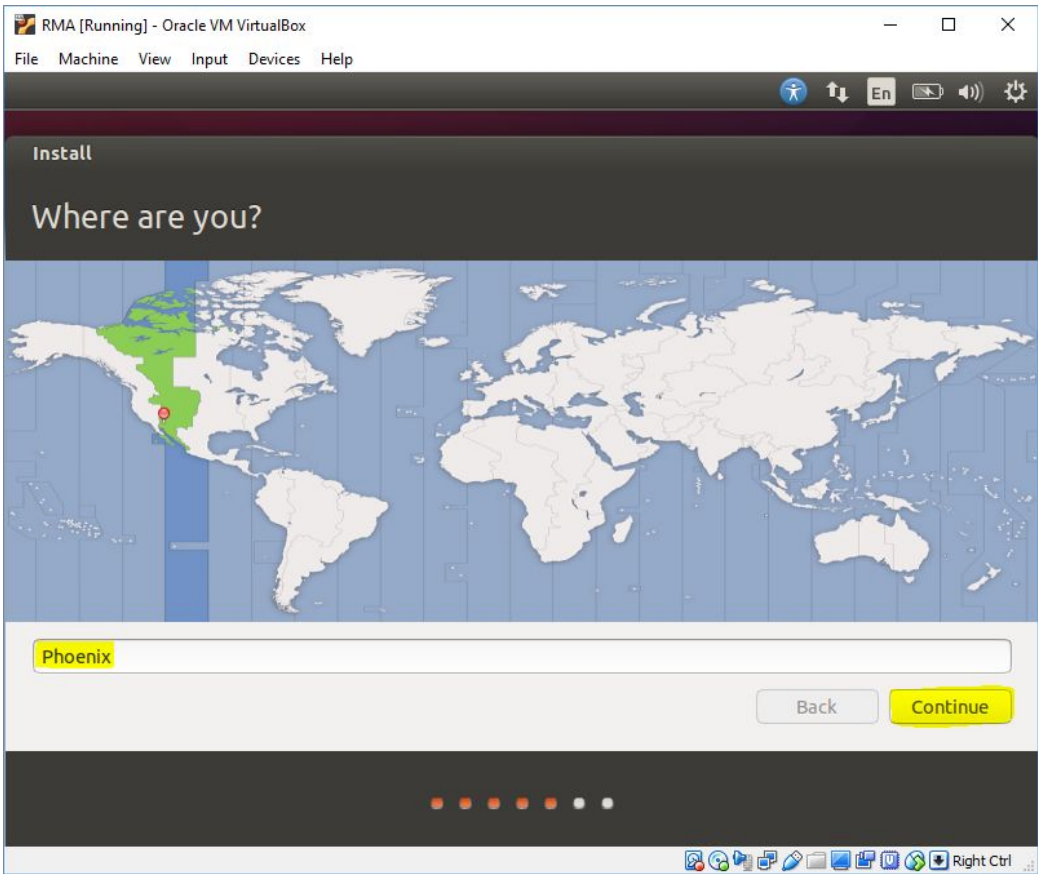 RMA [Running] - Oracle VM VirtualBox
File Machine View Input Devices Help
En
Install
Where are you?
Phoenix
Back Continue
Right Ctrl